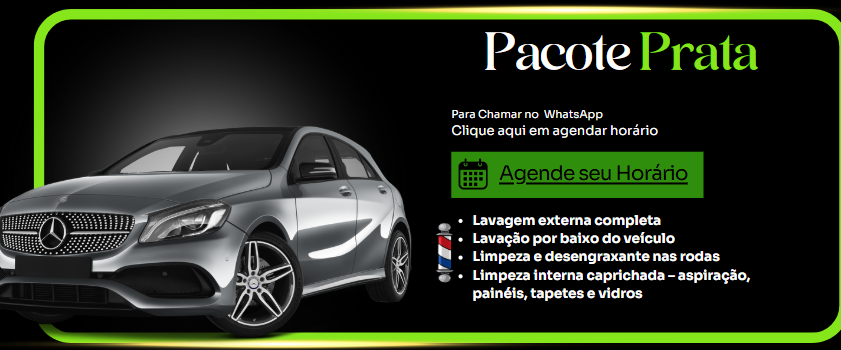 Pacote Prata
Para Chamar no WhatsApp
Clique aqui em agendar horário
Agende seu Horário
• Lavagem externa completa
• Lavação por baixo do veículo
• Limpeza e desengraxante nas rodas
• Limpeza interna caprichada – aspiração,
painéis, tapetes e vidros